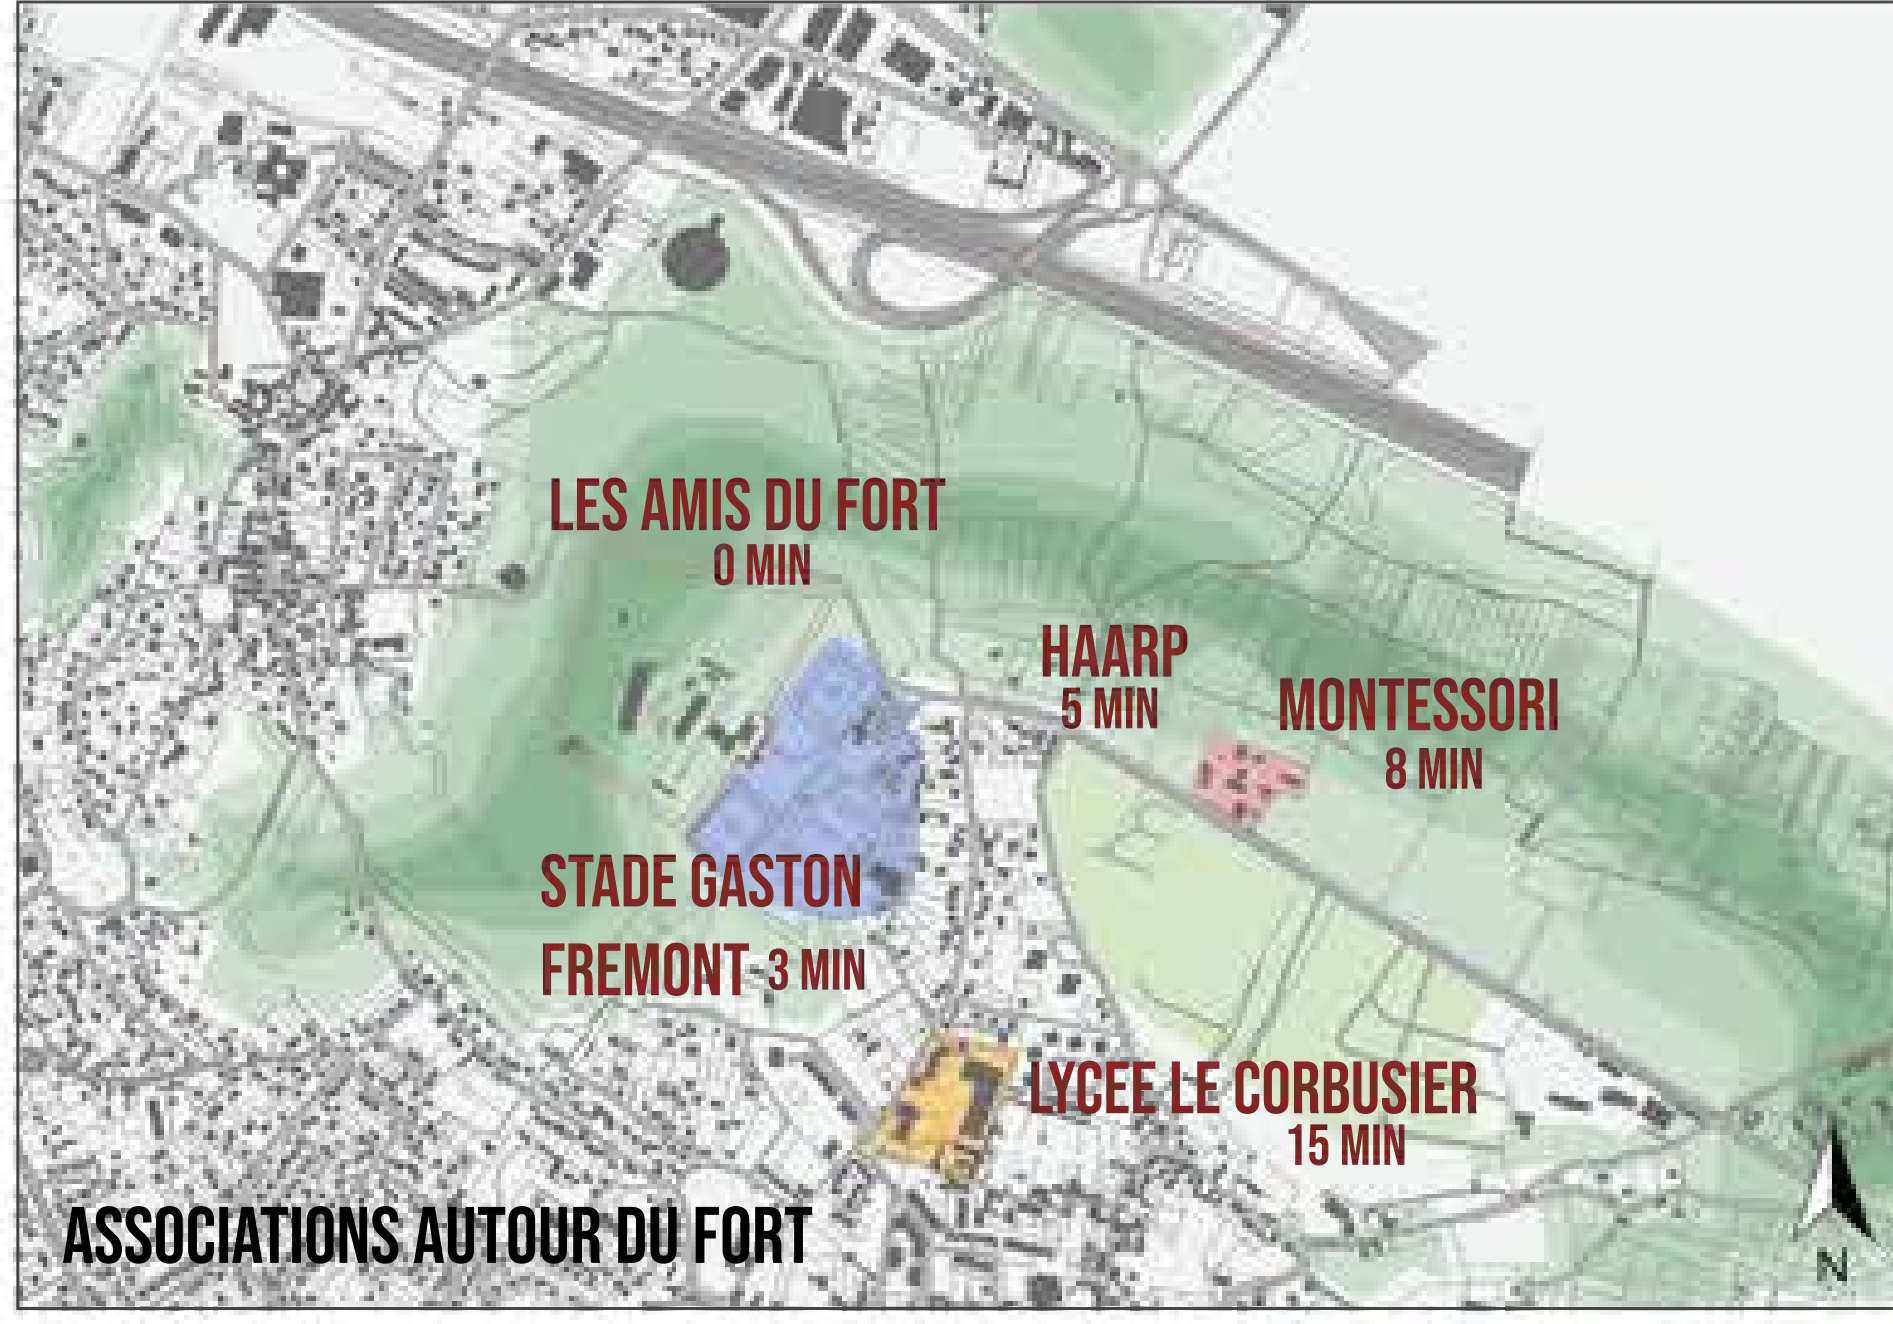 LES AMIS DU FORT
0 MIN
HAARP
5 MIN
MONTESSORI
8 MIN
STADE GASTON
FREMONT-3 MIN
LYCEE LE CORBUSIER
15 MIN
ASSOCIATIONS AUTOUR DU FORT
N